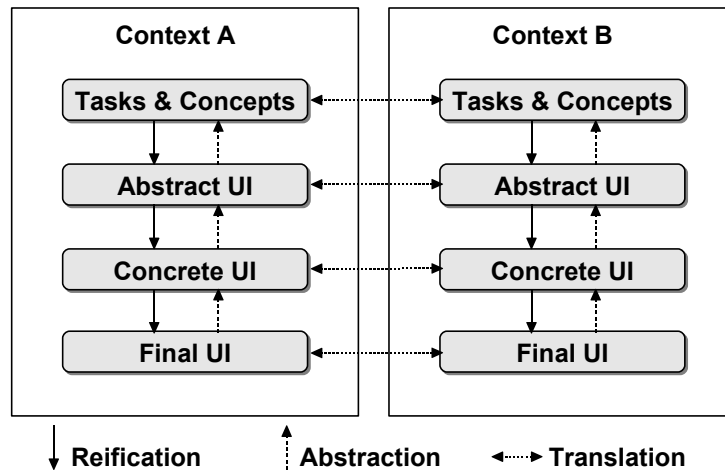 Context A
Context B
Tasks & Concepts
Tasks & Concepts
Abstract UI
Abstract UI
Concrete UI
Concrete UI
Final UI
Final UI
Reification
Abstraction
Translation